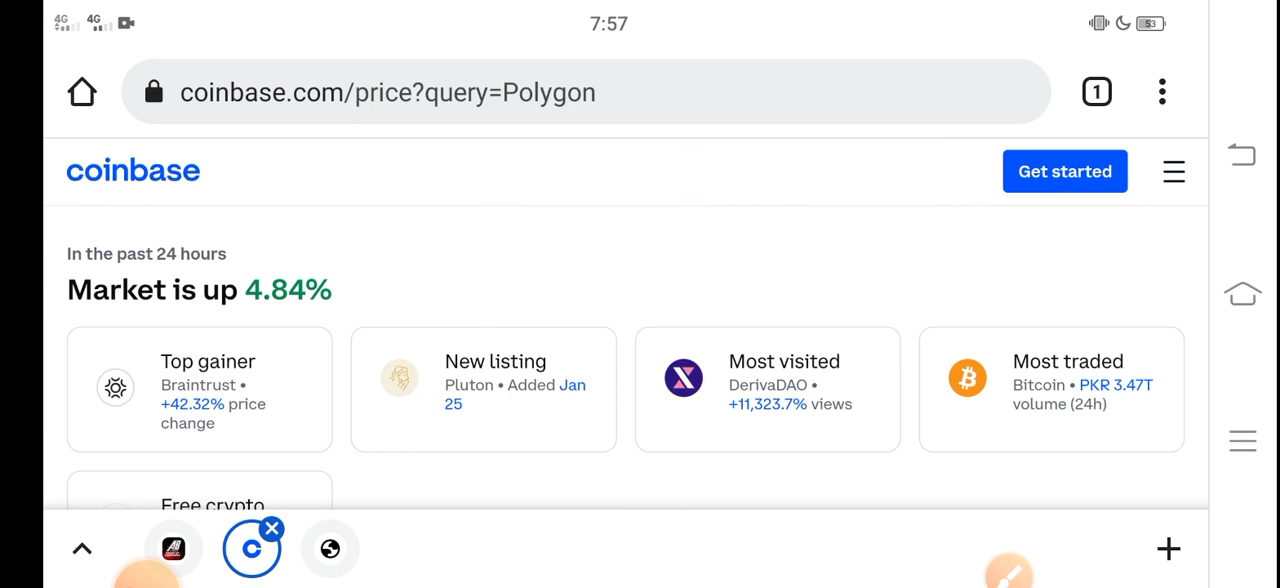 4G 4G 7:57 53
coinbase.com/price?query=Polygon 1
coinbase Get started
In the past 24 hours
Market is up 4.84%
Top gainer
Braintrust •
+42.32% price
change
New listing
Pluton • Added Jan
25
Most visited
DerivaDAO •
+11,323.7% views
Most traded
Bitcoin • PKR 3.47T
volume (24h)
Free crypto